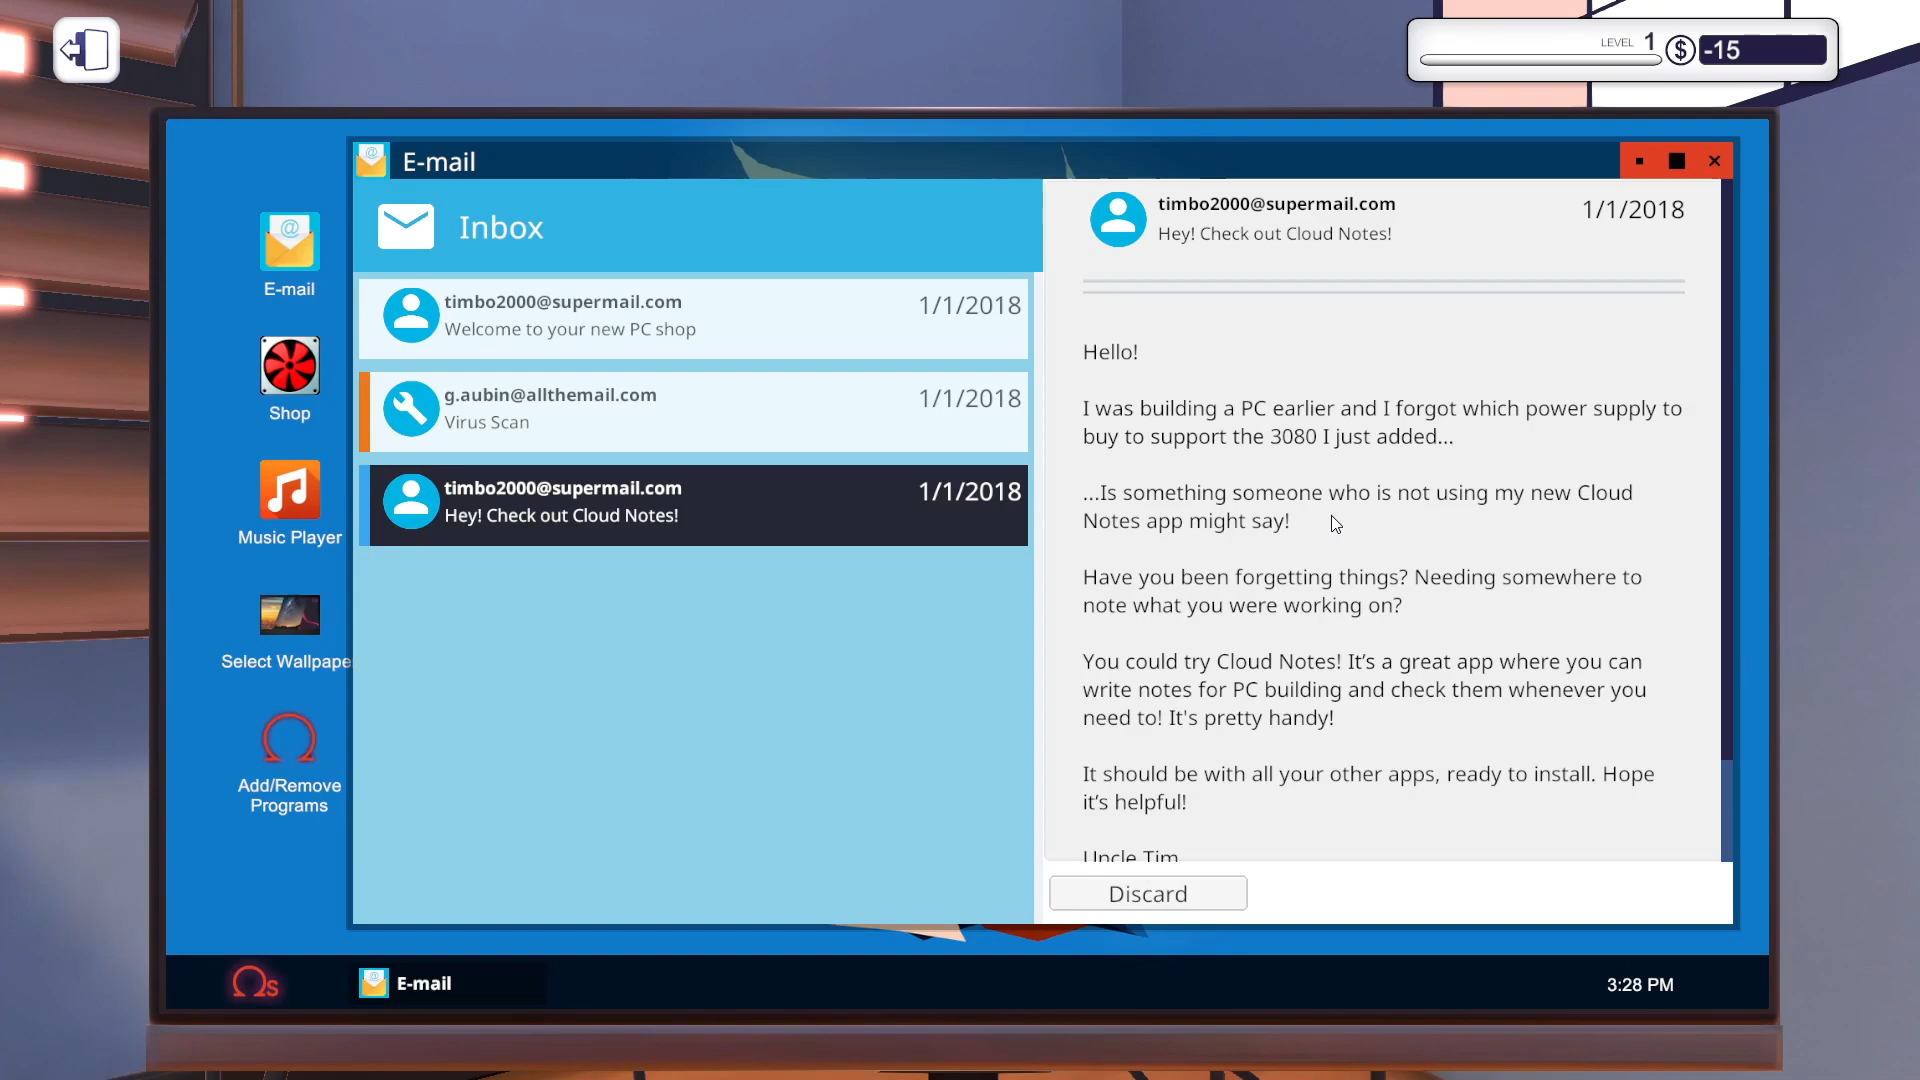 LEVEL 1 $ -15
E-mail
Inbox
timbo2000@supermail.com 1/1/2018
Welcome to your new PC shop
g.aubin@allthemail.com 1/1/2018
Virus Scan
timbo2000@supermail.com 1/1/2018
Hey! Check out Cloud Notes!
timbo2000@supermail.com 1/1/2018
Hey! Check out Cloud Notes!
Hello!
I was building a PC earlier and I forgot which power supply to
buy to support the 3080 I just added...
...Is something someone who is not using my new Cloud
Notes app might say!
Have you been forgetting things? Needing somewhere to
note what you were working on?
You could try Cloud Notes! It’s a great app where you can
write notes for PC building and check them whenever you
need to! It's pretty handy!
It should be with all your other apps, ready to install. Hope
it’s helpful!
Uncle Tim
Discard
E-mail
Shop
Music Player
Select Wallpape
Add/Remove
Programs
Ωs
E-mail
3:28 PM